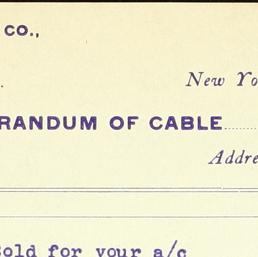 CO.,
New Yo
RANDUM OF CABLE
Addre
Sold for your a/c